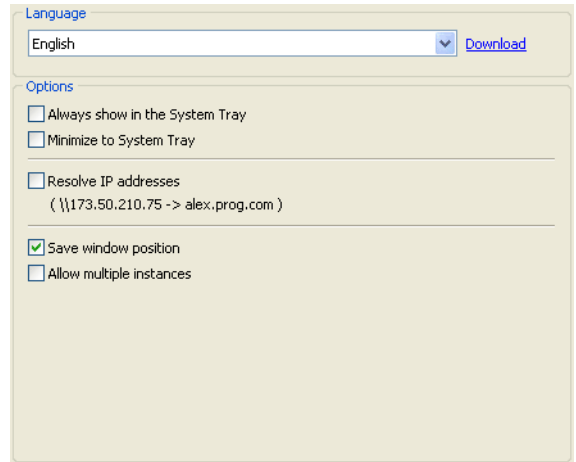 Language
English
Download
Options
Always show in the System Tray
Minimize to System Tray
Resolve IP addresses
( \\173.50.210.75 -> alex.prog.com )
Save window position
Allow multiple instances